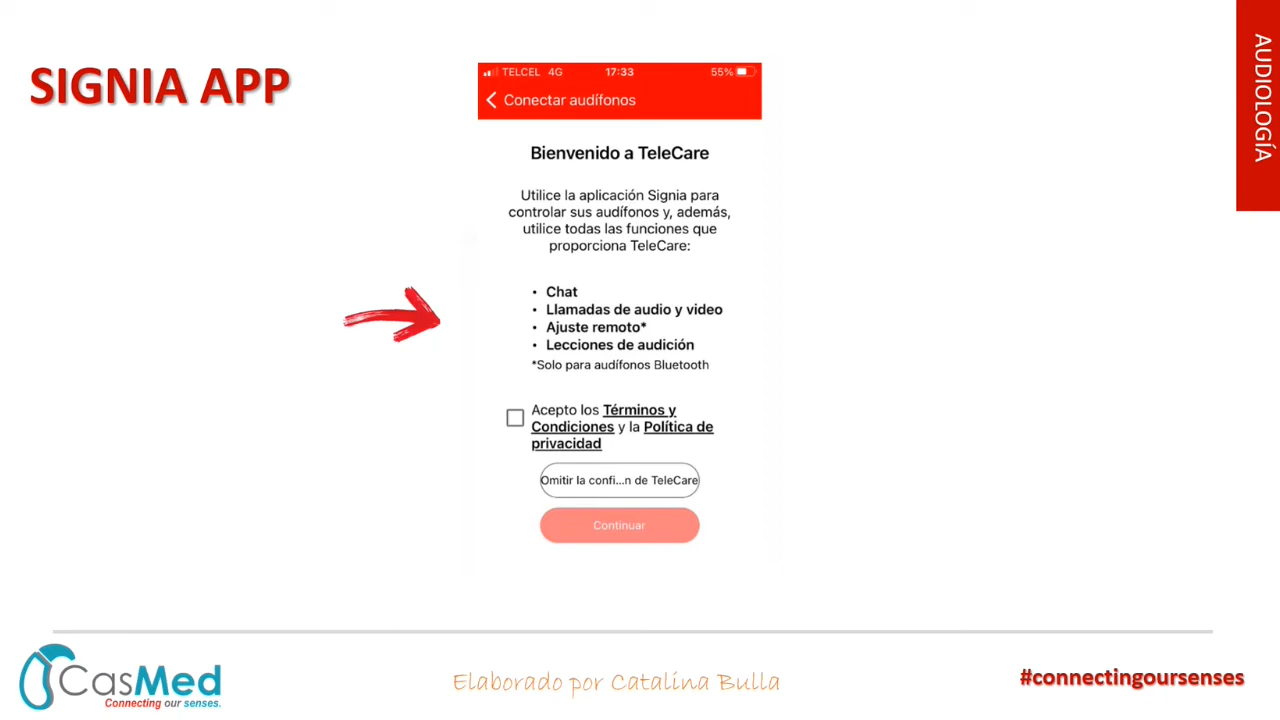 SIGNIA APP
AUDIOLOGÍA
TELCEL 4G 17:33 55%
Conectar audífonos
Bienvenido a TeleCare
Utilice la aplicación Signia para
controlar sus audífonos y, además,
utilice todas las funciones que
proporciona TeleCare:
• Chat
• Llamadas de audio y video
• Ajuste remoto*
• Lecciones de audición
*Solo para audífonos Bluetooth
Acepto los Términos y
Condiciones y la Política de
privacidad
Omitir la confi...n de TeleCare
Continuar
CasMed
Connecting our senses.
Elaborado por Catalina Bulla
#connectingoursenses